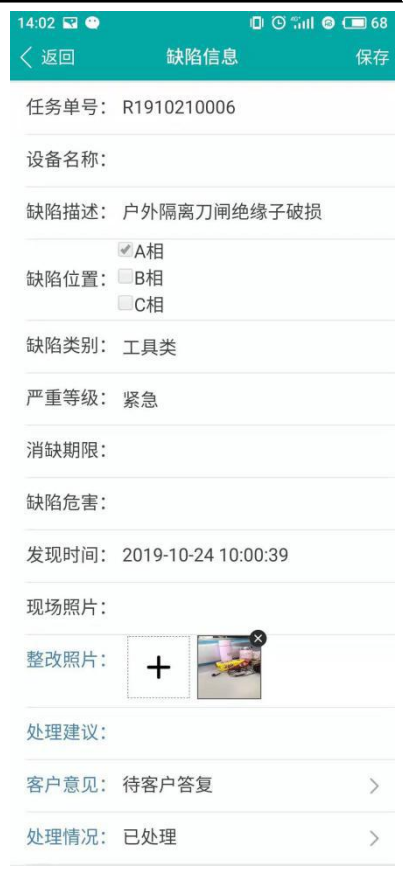 14:02 68
返回 缺陷信息 保存
任务单号： R1910210006
设备名称：
缺陷描述： 户外隔离刀闸绝缘子破损
A相
缺陷位置： B相
C相
缺陷类别： 工具类
严重等级： 紧急
消缺期限：
缺陷危害：
发现时间： 2019-10-24 10:00:39
现场照片：
整改照片：
处理建议：
客户意见： 待客户答复
处理情况： 已处理